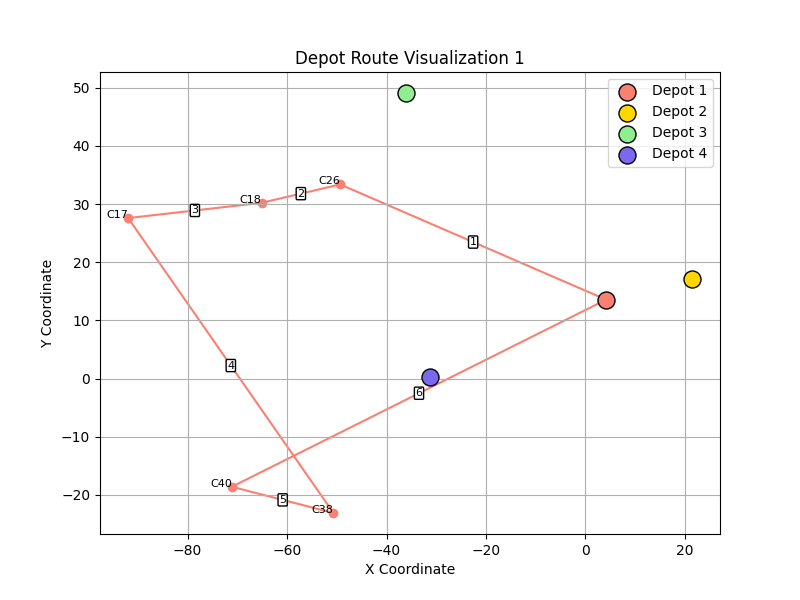 Depot Route Visualization 1
Depot 1
Depot 2
Depot 3
Depot 4
50
40
30
20
10
0
−10
−20
Y Coordinate
C26
C18
C17
C40
C38
1
2
3
4
5
6
−80
−60
−40
−20
0
20
X Coordinate